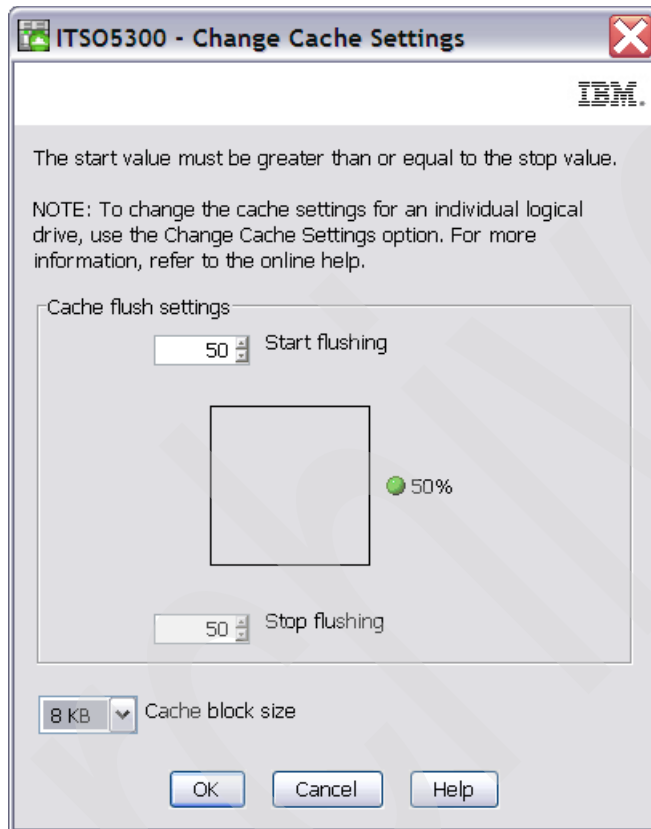 ITSO5300 - Change Cache Settings
IBM.
The start value must be greater than or equal to the stop value.
NOTE: To change the cache settings for an individual logical
drive, use the Change Cache Settings option. For more
information, refer to the online help.
Cache flush settings
50 Start flushing
50%
50 Stop flushing
8 KB Cache block size
OK Cancel Help